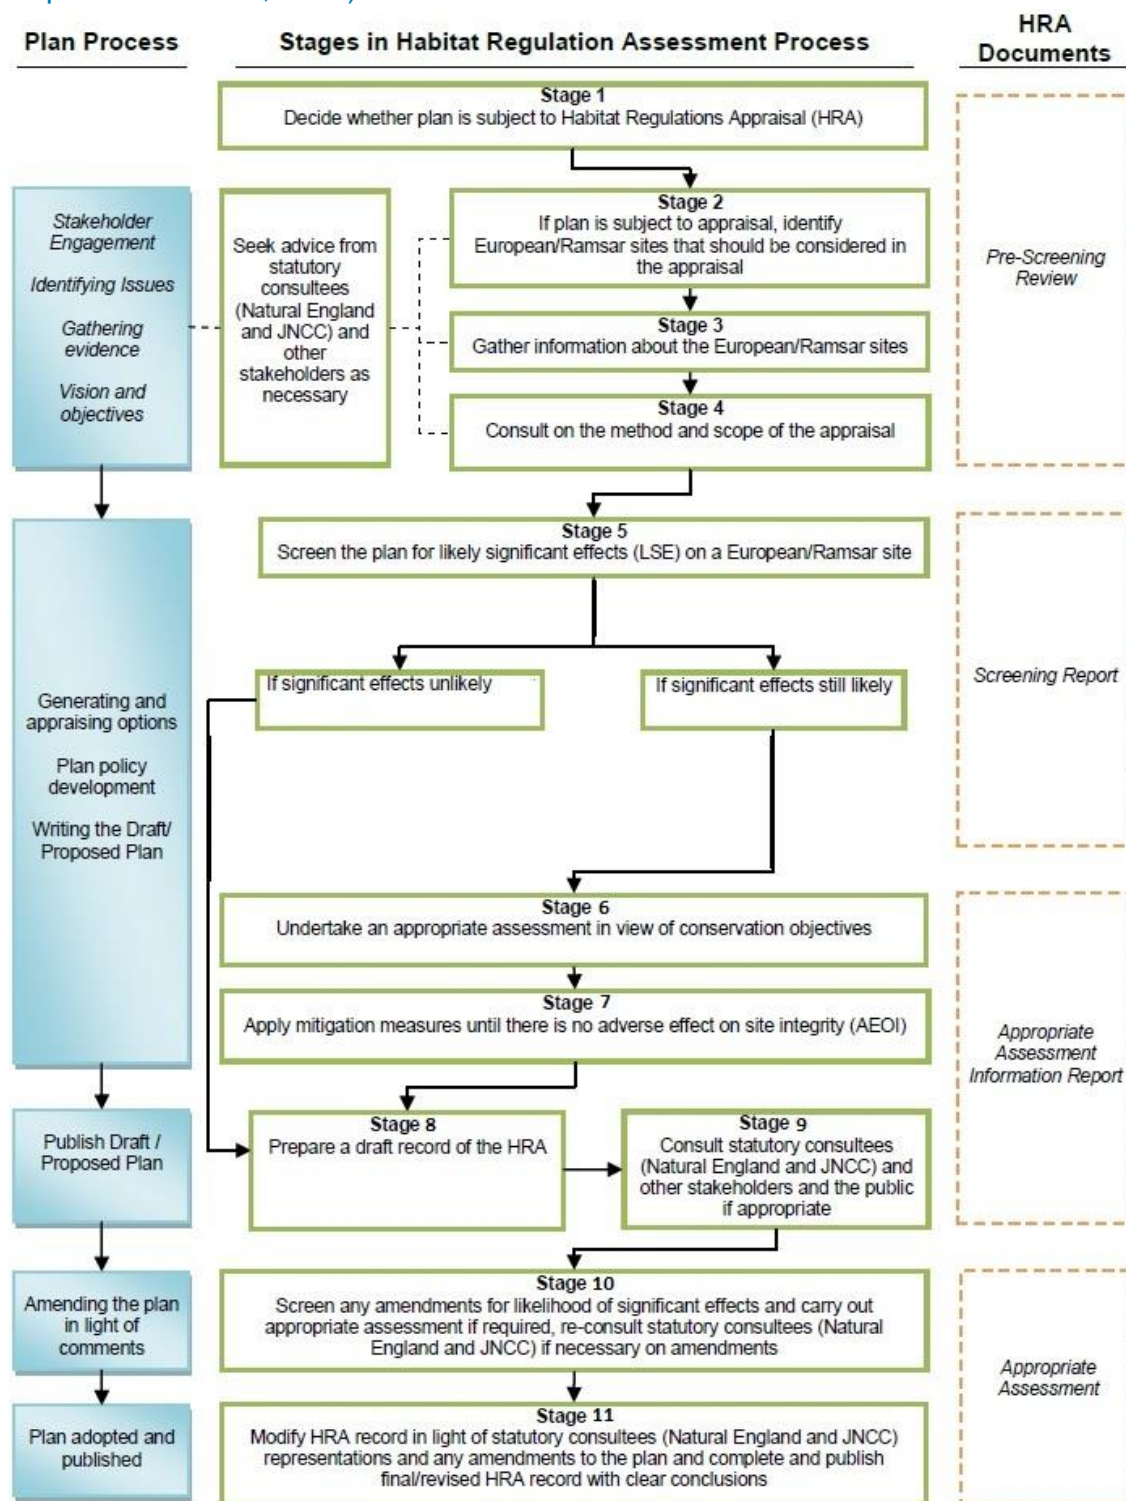 Plan Process
Stages in Habitat Regulation Assessment Process
HRA
Documents
Stage 1
Decide whether plan is subject to Habitat Regulations Appraisal (HRA)
Stakeholder
Engagement
Identifying Issues
Gathering
evidence
Vision and
objectives
Seek advice from
statutory
consultees
(Natural England
and JNCC) and
other
stakeholders as
necessary
Stage 2
If plan is subject to appraisal, identify
European/Ramsar sites that should be considered in
the appraisal
Stage 3
Gather information about the European/Ramsar sites
Stage 4
Consult on the method and scope of the appraisal
Pre-Screening
Review
Generating and
appraising options
Plan policy
development
Writing the Draft/
Proposed Plan
Stage 5
Screen the plan for likely significant effects (LSE) on a European/Ramsar site
If significant effects unlikely
If significant effects still likely
Screening Report
Stage 6
Undertake an appropriate assessment in view of conservation objectives
Stage 7
Apply mitigation measures until there is no adverse effect on site integrity (AEOI)
Appropriate
Assessment
Information Report
Publish Draft /
Proposed Plan
Stage 8
Prepare a draft record of the HRA
Stage 9
Consult statutory consultees
(Natural England and JNCC) and
other stakeholders and the public
if appropriate
Amending the plan
in light of
comments
Stage 10
Screen any amendments for likelihood of significant effects and carry out
appropriate assessment if required, re-consult statutory consultees (Natural
England and JNCC) if necessary on amendments
Appropriate
Assessment
Plan adopted and
published
Stage 11
Modify HRA record in light of statutory consultees (Natural England and JNCC)
representations and any amendments to the plan and complete and publish
final/revised HRA record with clear conclusions